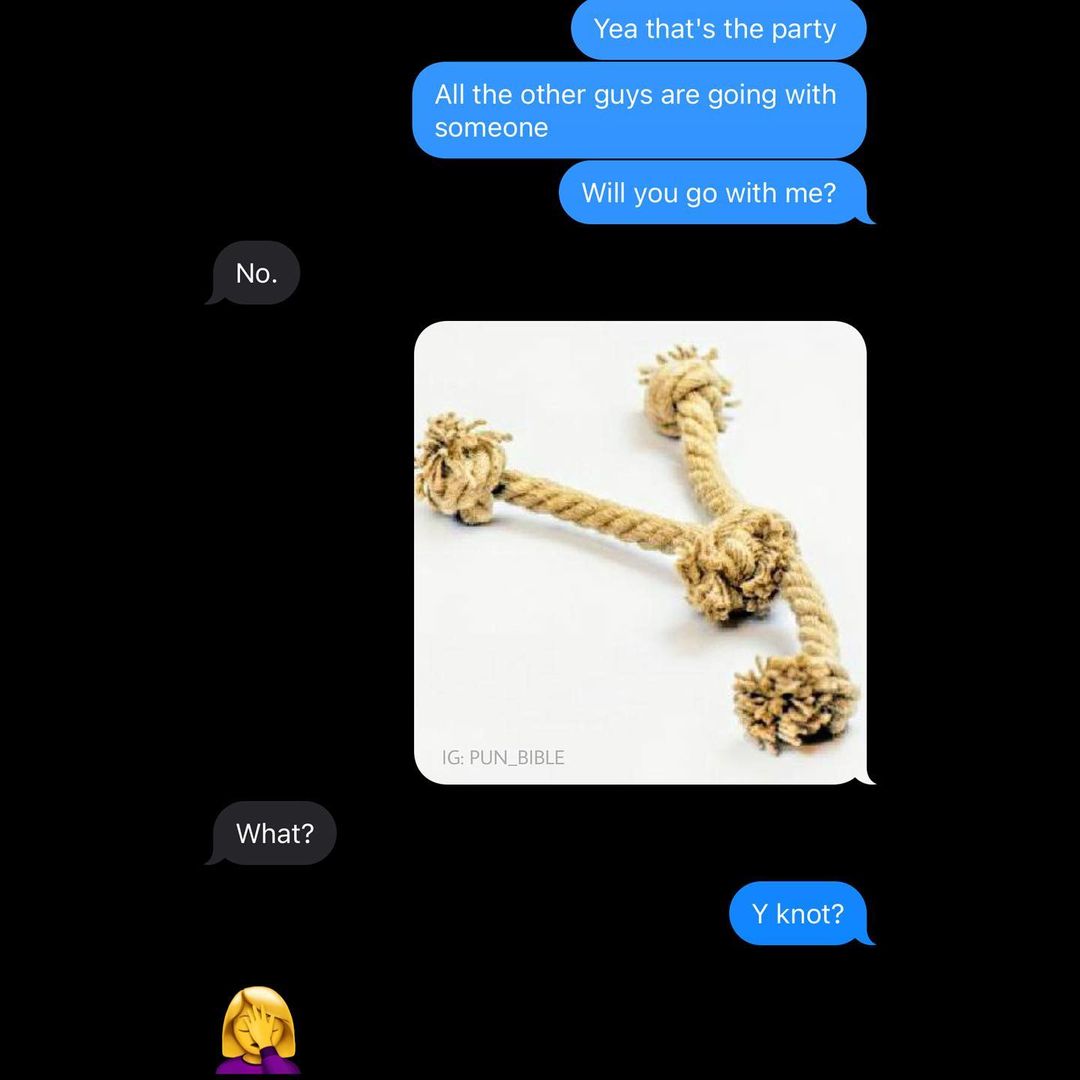 Yea that's the party
All the other guys are going with
someone
Will you go with me?
No.
IG: PUN_BIBLE
What?
Y knot?